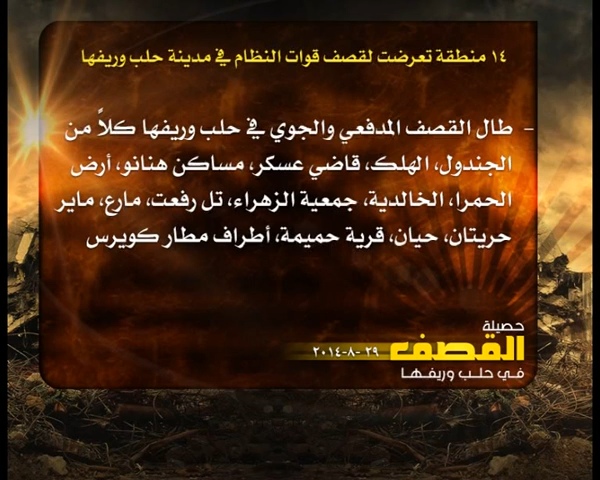 ١٤ منطقة تعرضت لقصف قوات النظام في مدينة حلب وريفها
- طال القصف المدفعي والجوي في حلب وريفها كلاً من
الجندول، الهلك، قاضي عسكر، مساكن هنانو، أرض
الحمرا، الخالدية، جمعية الزهراء، تل رفعت، مارع، ماير
حريتان، حيان، قرية حميمة، أطراف مطار كويرس
حصيلة
القصف ٢٩ -٨-٢٠١٤
في حلب وريفها